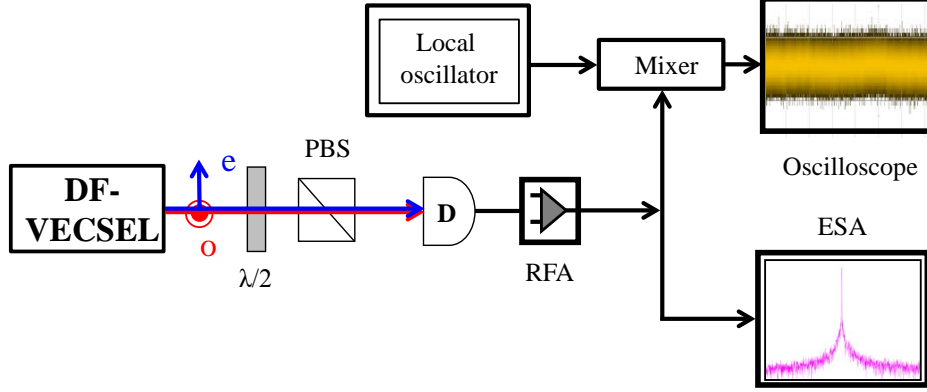 Local
oscillator
Mixer
Oscilloscope
DF-
VECSEL
e
o
λ/2
PBS
D
RFA
ESA